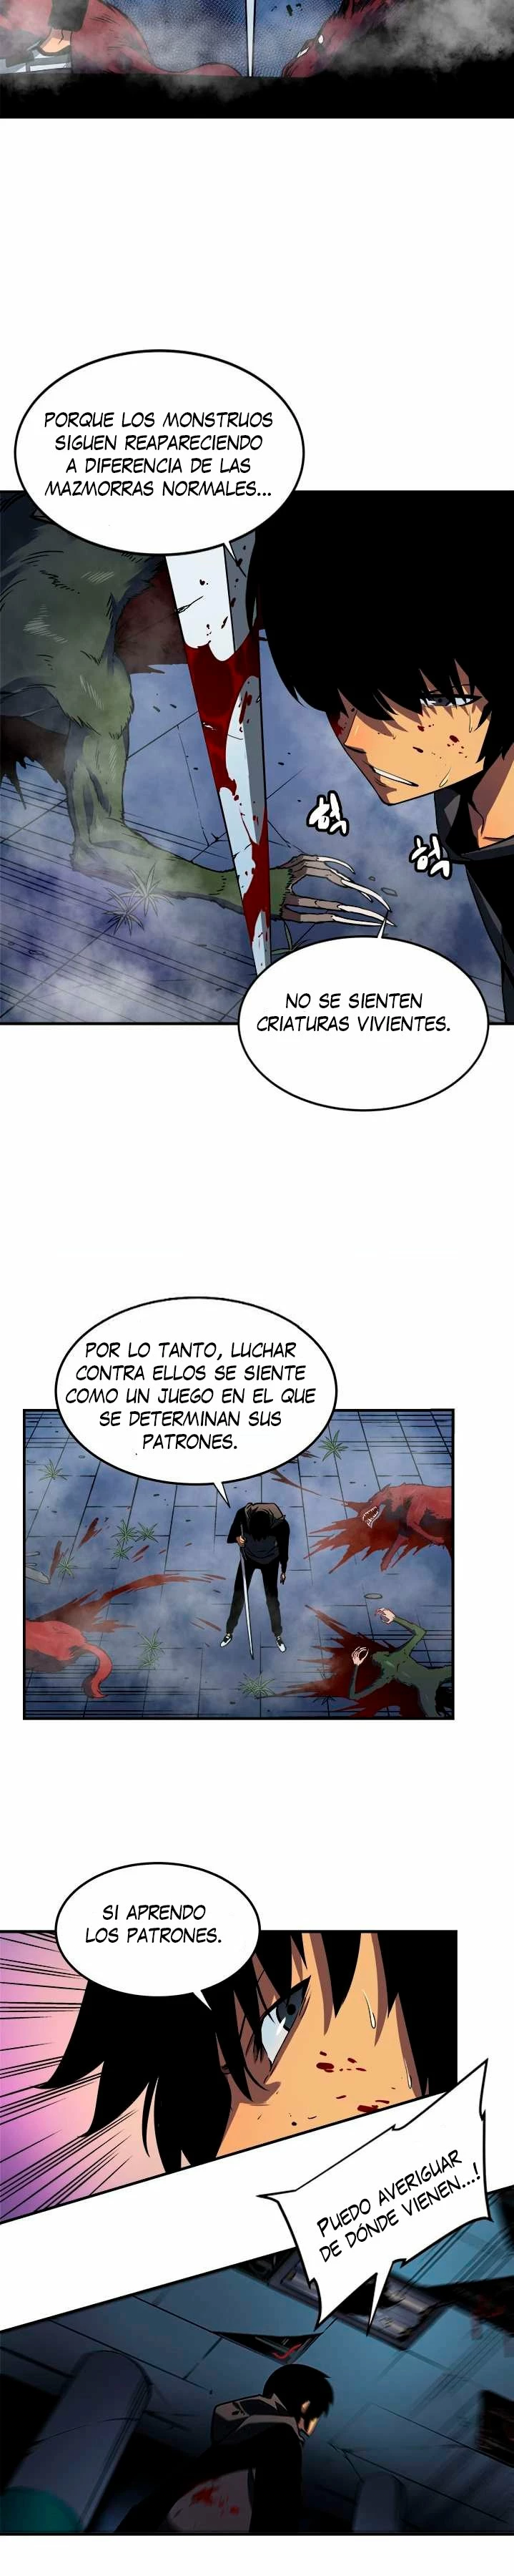 PORQUE LOS MONSTRUOS
SIGUEN REAPARECIENDO
A DIFERENCIA DE LAS
MAZMORRAS NORMALES...
헉
헉
NO SE SIENTEN
CRIATURAS VIVIENTES.
POR LO TANTO, LUCHAR
CONTRA ELLOS SE SIENTE
COMO UN JUEGO EN EL QUE
SE DETERMINAN SUS
PATRONES.
SI APRENDO
LOS PATRONES.
PUEDO AVERIGUAR
DE DÓNDE VIENEN...!